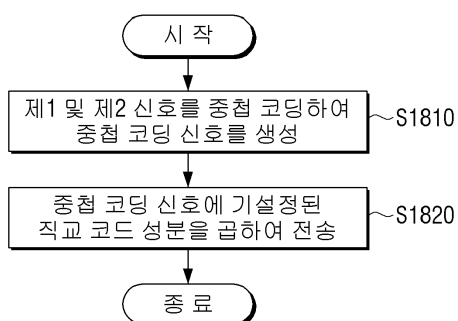 시 작
제1 및 제2 신호를 중첩 코딩하여
중첩 코딩 신호를 생성
S1810
중첩 코딩 신호에 기설정된
직교 코드 성분을 곱하여 전송
S1820
종 료